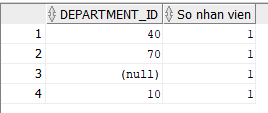 DEPARTMENT_ID So nhan vien
1 40 1
2 70 1
3 (null) 1
4 10 1